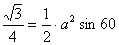 √3/4 = 1/2 · a² sin 60